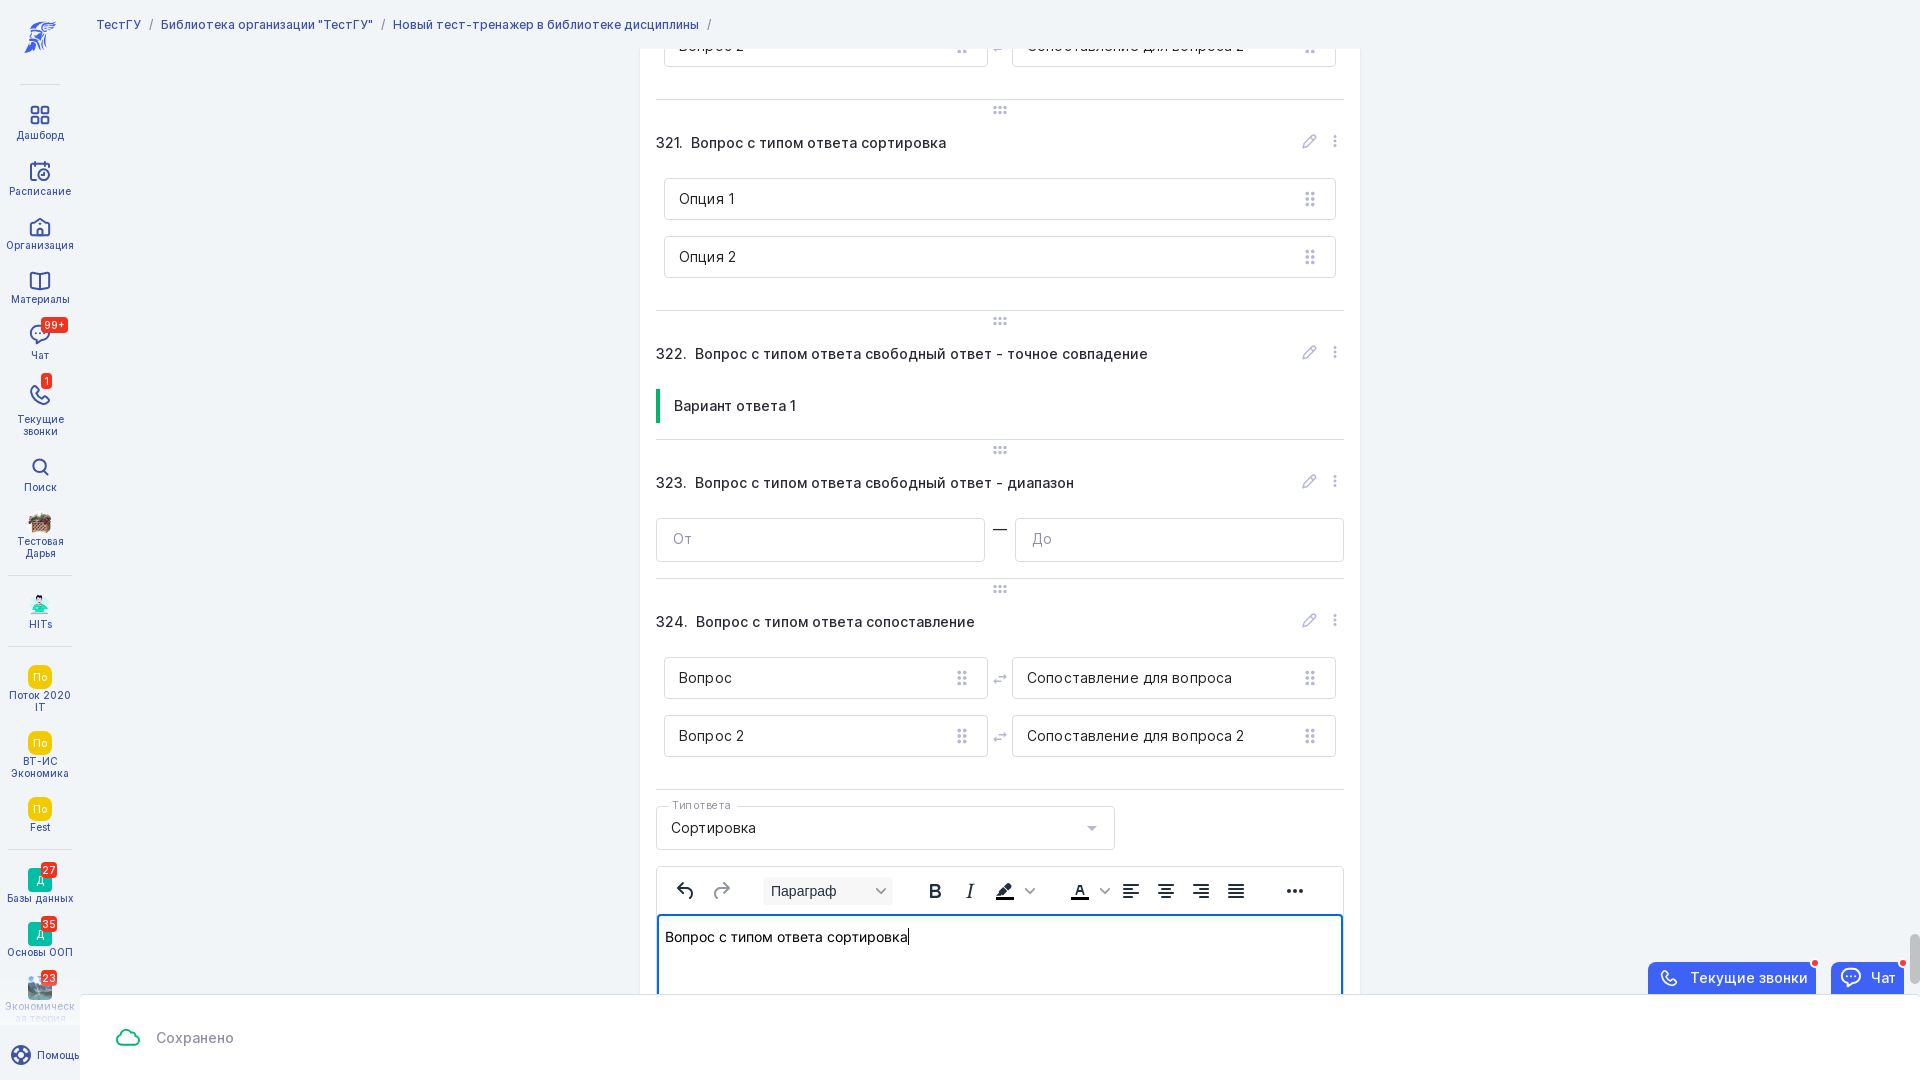 ТестГУ / Библиотека организации "ТестГУ" / Новый тест-тренажер в библиотеке дисциплины /
Дашборд
Расписание
Организация
Материалы
99+
Чат
1
Текущие
звонки
Поиск
Тестовая
Дарья
HITs
По
Поток 2020
IT
По
ВТ-ИС
Экономика
По
Fest
27
Д
Базы данных
35
Д
Основы ООП
23
Экономическ
ая теория
Помощь
Вопрос 2
Сопоставление для вопроса 2
321. Вопрос с типом ответа сортировка
Опция 1
Опция 2
322. Вопрос с типом ответа свободный ответ - точное совпадение
Вариант ответа 1
323. Вопрос с типом ответа свободный ответ - диапазон
От — До
324. Вопрос с типом ответа сопоставление
Вопрос
Сопоставление для вопроса
Вопрос 2
Сопоставление для вопроса 2
Тип ответа
Сортировка
Параграф B I A
Вопрос с типом ответа сортировка
Текущие звонки
Чат
Сохранено